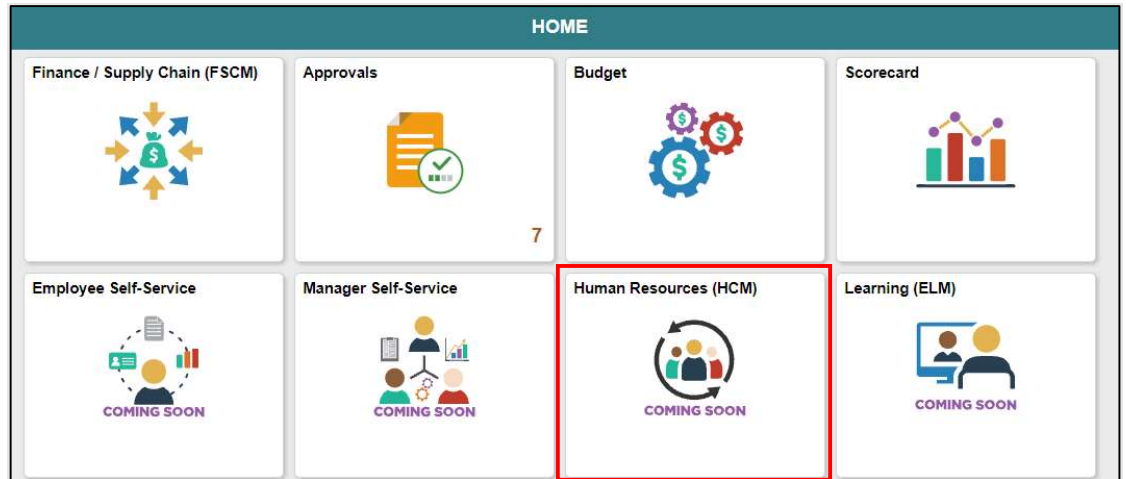 HOME
Finance / Supply Chain (FSCM)
Approvals
Budget
Scorecard
$
$
$
$
7
Employee Self-Service
Manager Self-Service
Human Resources (HCM)
Learning (ELM)
COMING SOON
COMING SOON
COMING SOON
COMING SOON